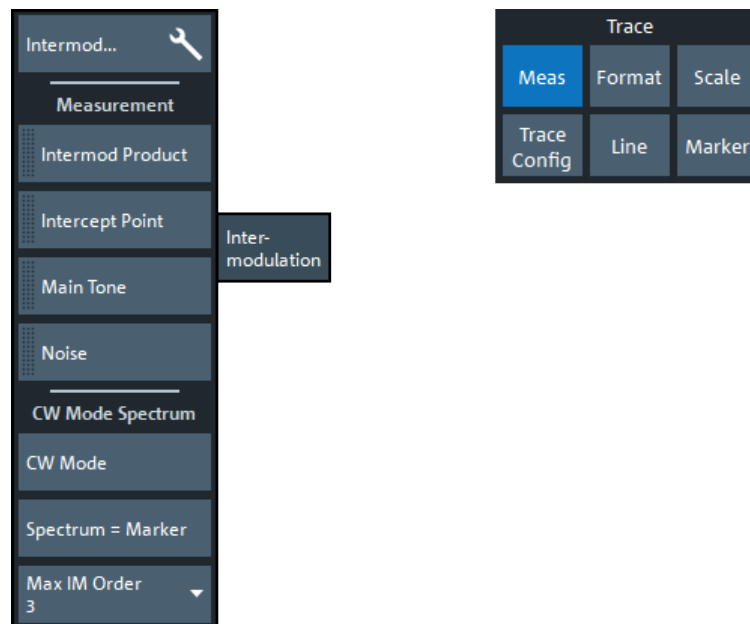 Intermod...
Measurement
Intermod Product
Intercept Point
Main Tone
Noise
CW Mode Spectrum
CW Mode
Spectrum = Marker
Max IM Order
3
Inter-
modulation
Trace
Meas
Format
Scale
Trace
Config
Line
Marker